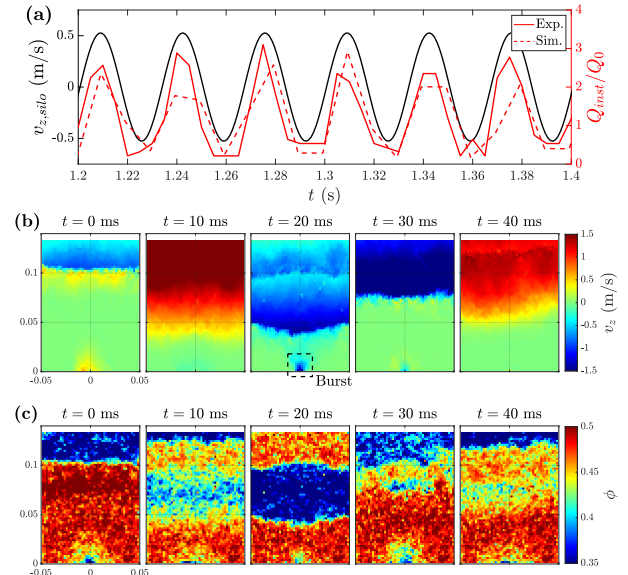 (a)
4
Exp.
Sim.
0.5
3
v_{z,silo} (m/s)
0
2
Q_{inst}/Q_0
1
-0.5
0
1.2 1.22 1.24 1.26 1.28 1.3 1.32 1.34 1.36 1.38 1.4
t (s)
(b) t = 0 ms t = 10 ms t = 20 ms t = 30 ms t = 40 ms
1.5
0.1
1
0.5
0.05
0
v_z (m/s)
-0.5
-1
0
-1.5
-0.05 0 0.05
Burst
(c) t = 0 ms t = 10 ms t = 20 ms t = 30 ms t = 40 ms
0.5
0.1
0.45
0.05
ϕ
0.4
0
0.35
-0.05 0 0.05